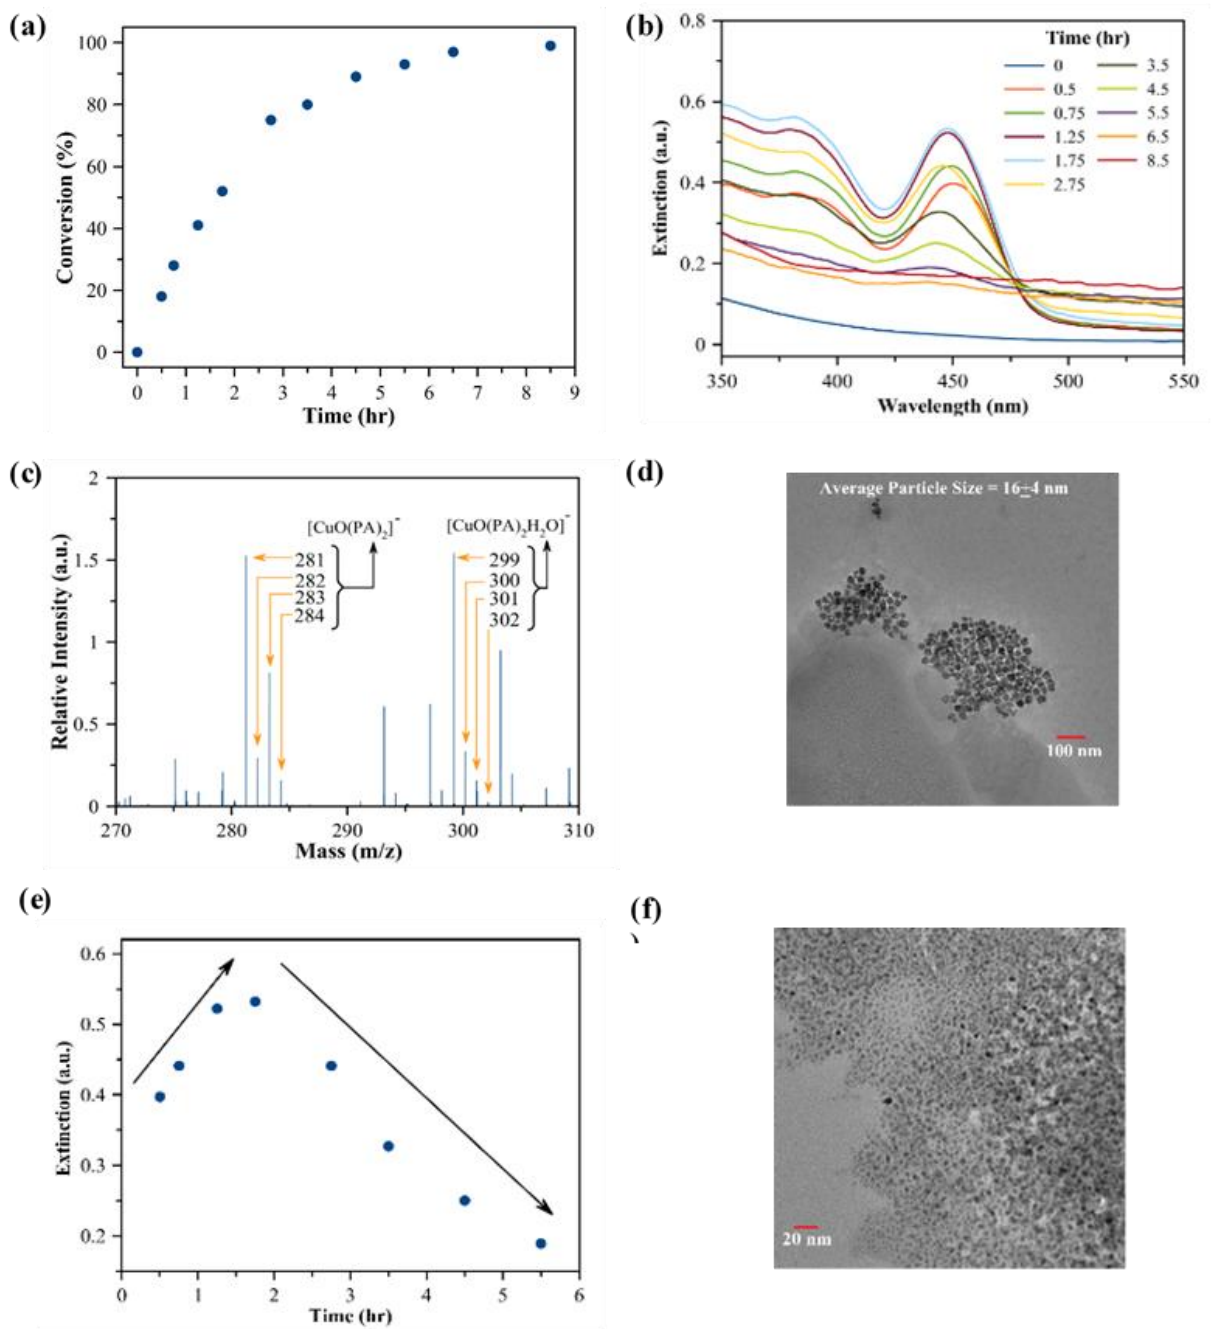 (a)
100
80
60
40
20
0
Conversion (%)
0 1 2 3 4 5 6 7 8 9
Time (hr)
(b)
0.8
0.6
0.4
0.2
0
Extinction (a.u.)
Time (hr)
0 3.5
0.5 4.5
0.75 5.5
1.25 6.5
1.75 8.5
2.75
350 400 450 500 550
Wavelength (nm)
(c)
2
1.5
1
0.5
0
Relative Intensity (a.u.)
[CuO(PA)2]-
281
282
283
284
[CuO(PA)2H2O]-
299
300
301
302
270 280 290 300 310
Mass (m/z)
(d)
Average Particle Size = 16±4 nm
100 nm
(e)
0.6
0.5
0.4
0.3
0.2
Extinction (a.u.)
0 1 2 3 4 5 6
Time (hr)
(f)
)
20 nm